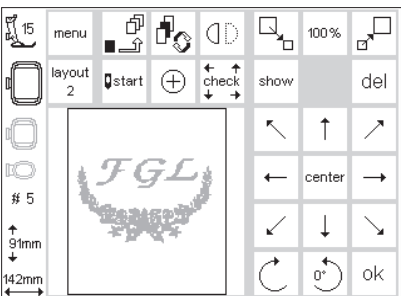 15
menu
100%
layout
2
start
check
show
del
center
# 5
91mm
142mm
FGL
0°
ok